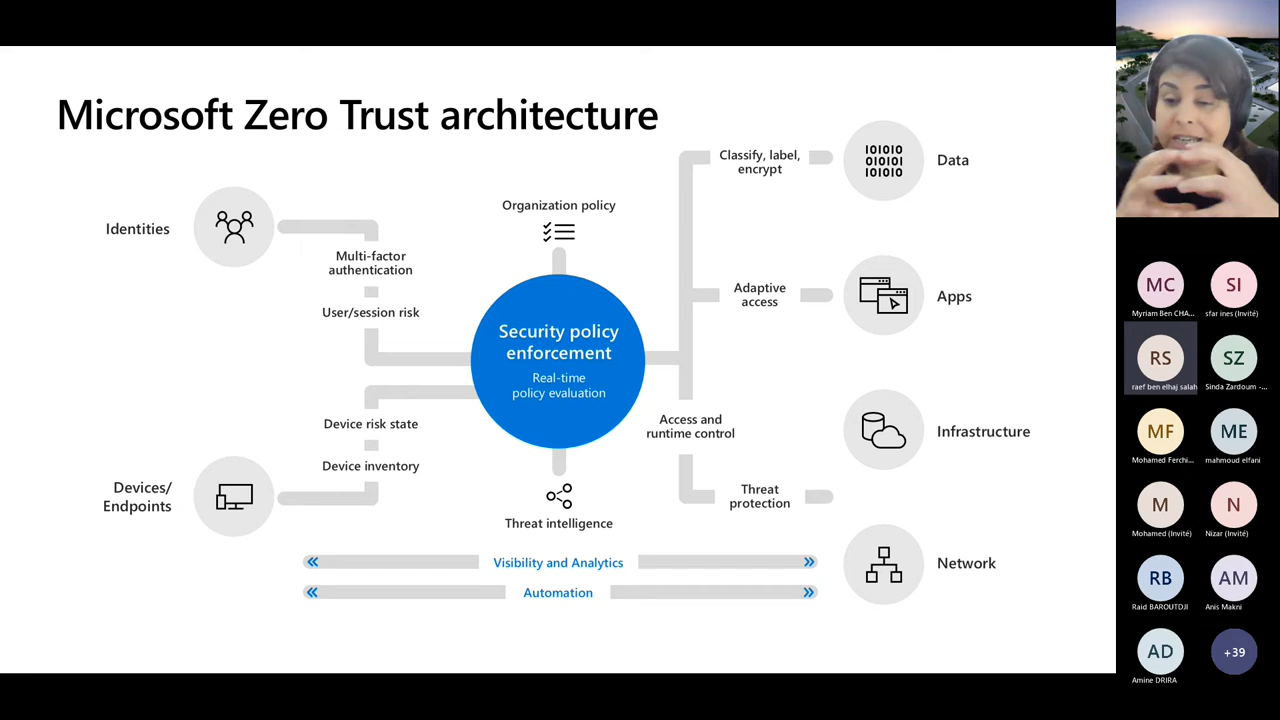 Microsoft Zero Trust architecture
Identities
Multi-factor
authentication
User/session risk
Device risk state
Device inventory
Devices/
Endpoints
Organization policy
Security policy
enforcement
Real-time
policy evaluation
Threat intelligence
Classify, label,
encrypt
Adaptive
access
Access and
runtime control
Threat
protection
IOIOIO
OIOIOI
IOIOIO
Data
Apps
Infrastructure
Network
Visibility and Analytics
Automation
MC
Myriam Ben CHA...
SI
sfar ines (Invité)
RS
raef ben elhaj salah
SZ
Sinda Zardoum -...
MF
Mohamed Ferchi...
ME
mahmoud elfani
M
Mohamed (Invité)
N
Nizar (Invité)
RB
Raid BAROUTDJI
AM
Anis Makni
AD
Amine DRIRA
+39